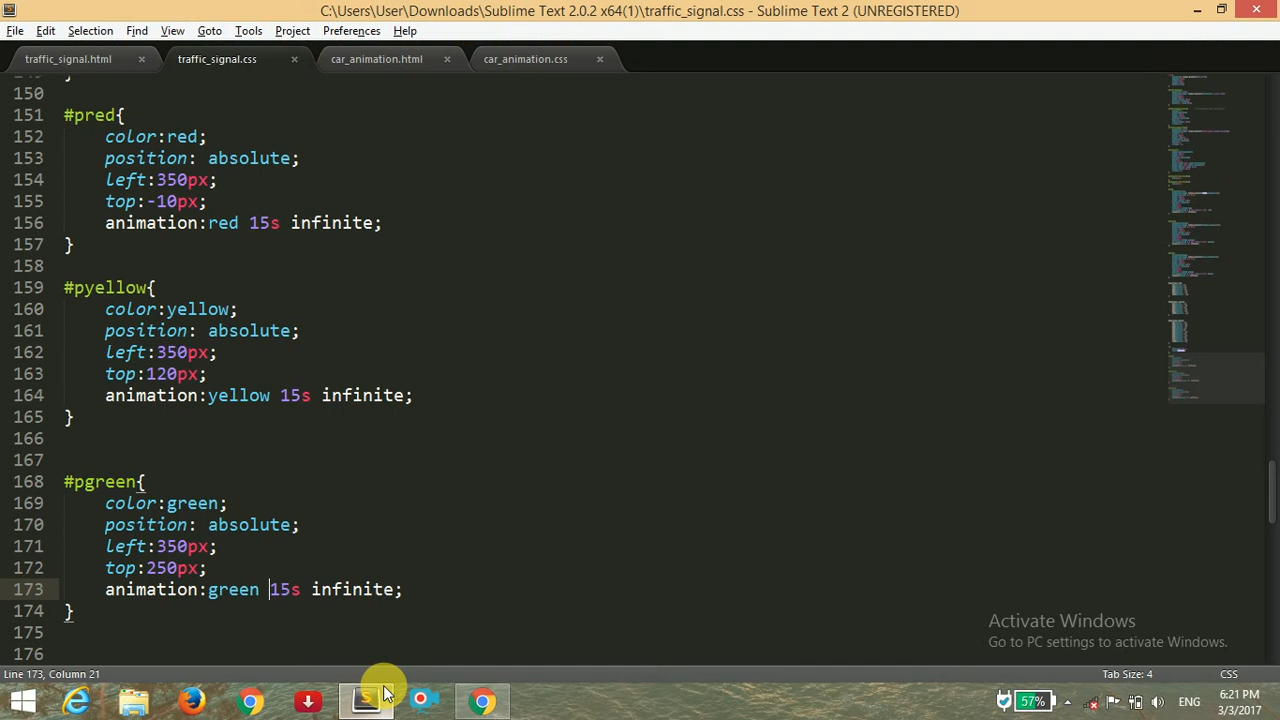 C:\Users\User\Downloads\Sublime Text 2.0.2 x64(1)\traffic_signal.css - Sublime Text 2 (UNREGISTERED)
File Edit Selection Find View Goto Tools Project Preferences Help
traffic_signal.html traffic_signal.css car_animation.html car_animation.css
150
151 #pred{
152 color:red;
153 position: absolute;
154 left:350px;
155 top:-10px;
156 animation:red 15s infinite;
157 }
158
159 #pyellow{
160 color:yellow;
161 position: absolute;
162 left:350px;
163 top:120px;
164 animation:yellow 15s infinite;
165 }
166
167
168 #pgreen{
169 color:green;
170 position: absolute;
171 left:350px;
172 top:250px;
173 animation:green 15s infinite;
174 }
175
176
Activate Windows
Go to PC settings to activate Windows.
Line 173, Column 21 Tab Size: 4 CSS
57% ENG 6:21 PM
3/3/2017